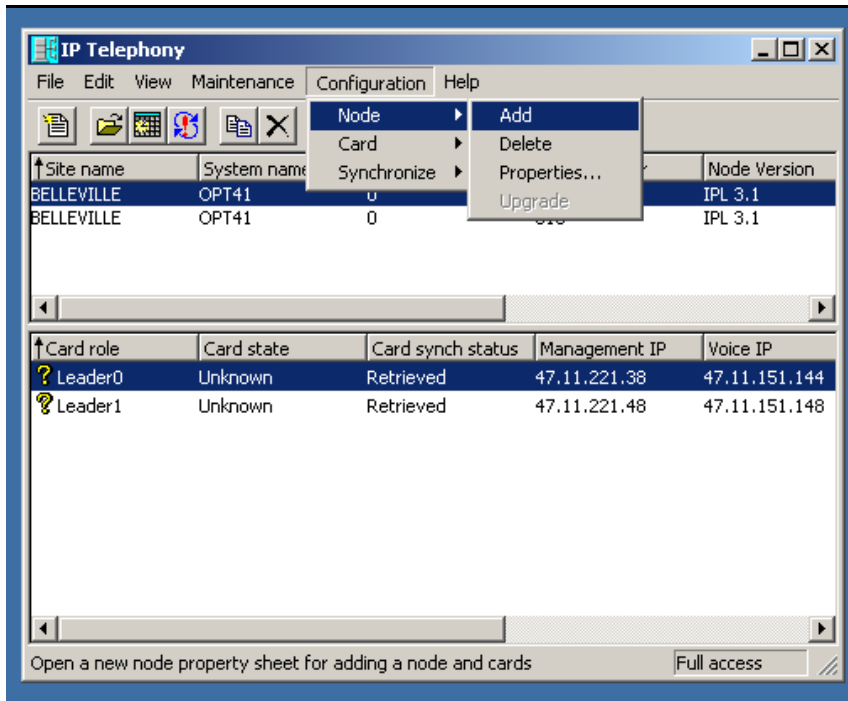 IP Telephony
File Edit View Maintenance Configuration Help
Node Add
Card Delete
Synchronize Properties...
Upgrade
Site name System name Node Version
BELLEVILLE OPT41 0 IPL 3.1
BELLEVILLE OPT41 0 IPL 3.1
Card role Card state Card synch status Management IP Voice IP
Leader0 Unknown Retrieved 47.11.221.38 47.11.151.144
Leader1 Unknown Retrieved 47.11.221.48 47.11.151.148
Open a new node property sheet for adding a node and cards Full access